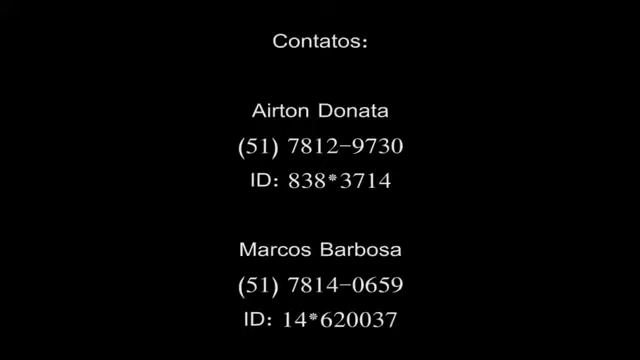 Contatos:
Airton Donata
(51) 7812-9730
ID: 838*3714
Marcos Barbosa
(51) 7814-0659
ID: 14*620037